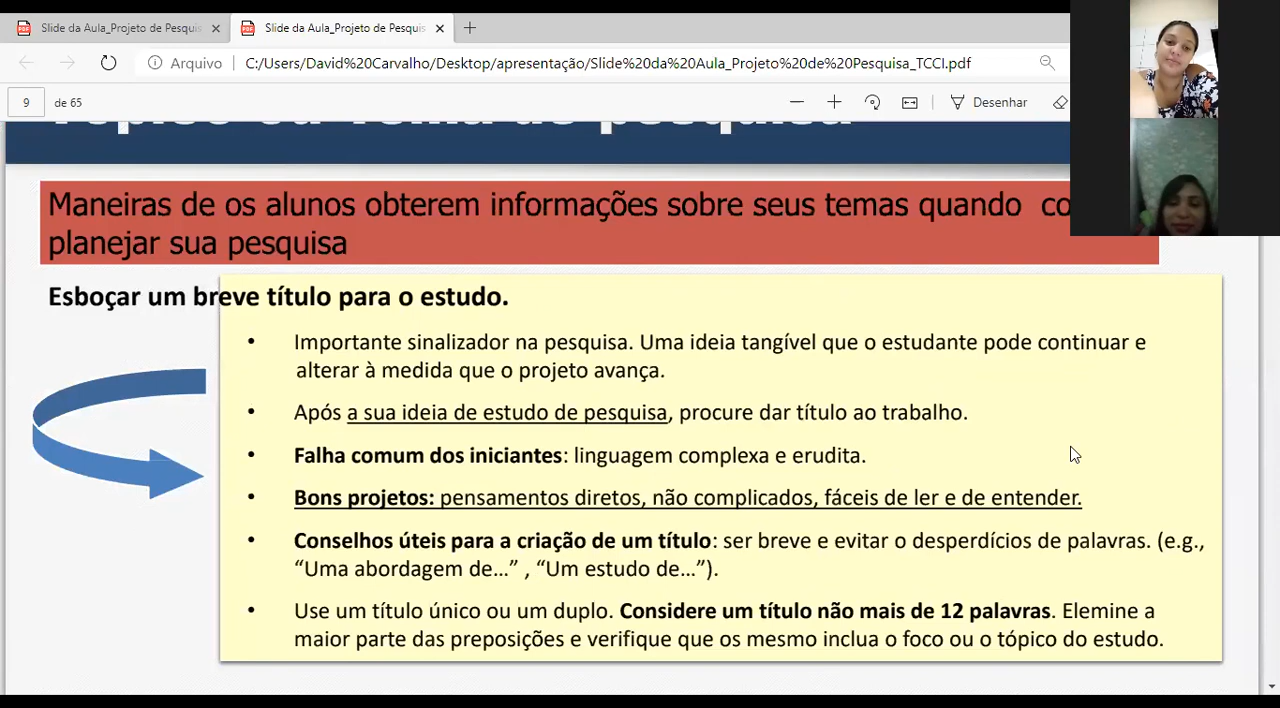 Slide da Aula_Projeto de Pesquis
Slide da Aula_Projeto de Pesquis
Arquivo
C:/Users/David%20Carvalho/Desktop/apresentação/Slide%20da%20Aula_Projeto%20de%20Pesquisa_TCCI.pdf
9 de 65
Desenhar
Tópico ou Tema de pesquisa
Maneiras de os alunos obterem informações sobre seus temas quando
planejar sua pesquisa
Esboçar um breve título para o estudo.
• Importante sinalizador na pesquisa. Uma ideia tangível que o estudante pode continuar e
alterar à medida que o projeto avança.
• Após a sua ideia de estudo de pesquisa, procure dar título ao trabalho.
• Falha comum dos iniciantes: linguagem complexa e erudita.
• Bons projetos: pensamentos diretos, não complicados, fáceis de ler e de entender.
• Conselhos úteis para a criação de um título: ser breve e evitar o desperdícios de palavras. (e.g.,
“Uma abordagem de...” , “Um estudo de...”).
• Use um título único ou um duplo. Considere um título não mais de 12 palavras. Elemine a
maior parte das preposições e verifique que os mesmo inclua o foco ou o tópico do estudo.